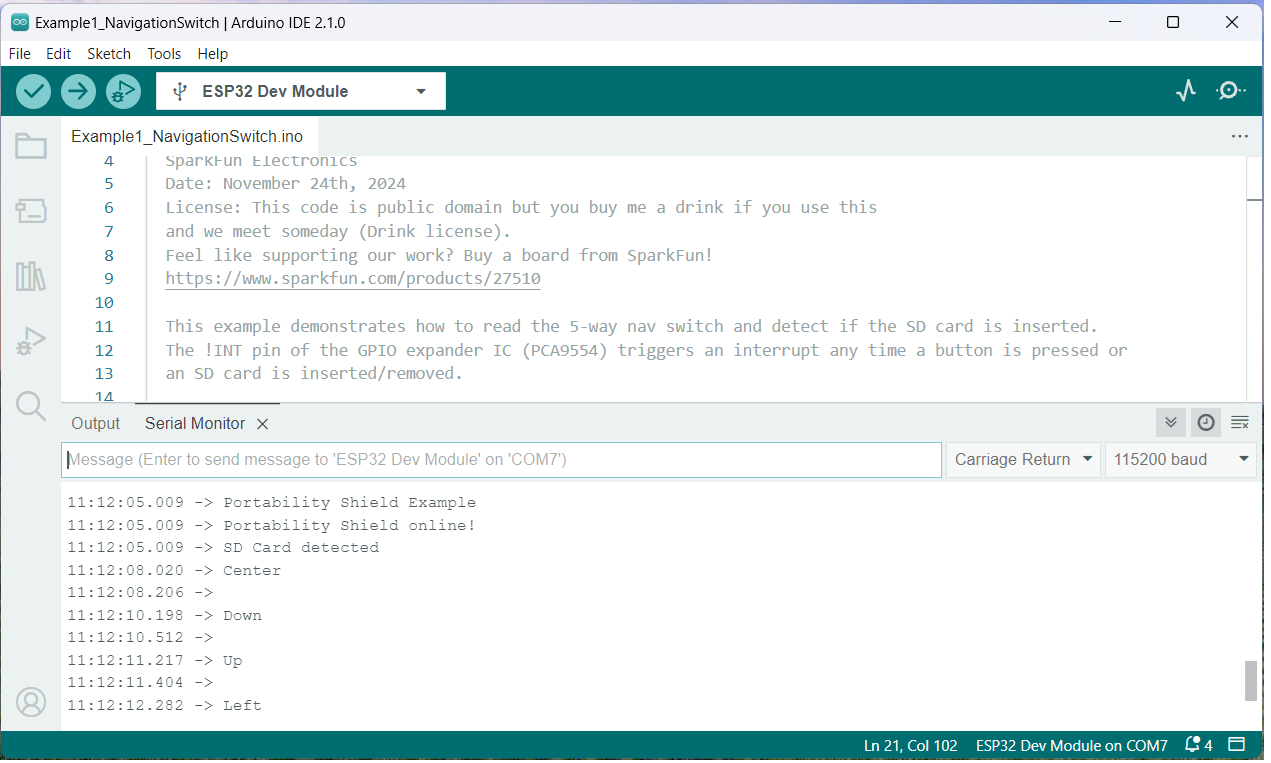 Example1_NavigationSwitch | Arduino IDE 2.1.0
File Edit Sketch Tools Help
ESP32 Dev Module
Example1_NavigationSwitch.ino
4 SparkFun Electronics
5 Date: November 24th, 2024
6 License: This code is public domain but you buy me a drink if you use this
7 and we meet someday (Drink license).
8 Feel like supporting our work? Buy a board from SparkFun!
9 https://www.sparkfun.com/products/27510
10
11 This example demonstrates how to read the 5-way nav switch and detect if the SD card is inserted.
12 The !INT pin of the GPIO expander IC (PCA9554) triggers an interrupt any time a button is pressed or
13 an SD card is inserted/removed.
14
Output Serial Monitor
Message (Enter to send message to 'ESP32 Dev Module' on 'COM7') Carriage Return 115200 baud
11:12:05.009 -> Portability Shield Example
11:12:05.009 -> Portability Shield online!
11:12:05.009 -> SD Card detected
11:12:08.020 -> Center
11:12:08.206 ->
11:12:10.198 -> Down
11:12:10.512 ->
11:12:11.217 -> Up
11:12:11.404 ->
11:12:12.282 -> Left
Ln 21, Col 102 ESP32 Dev Module on COM7 4